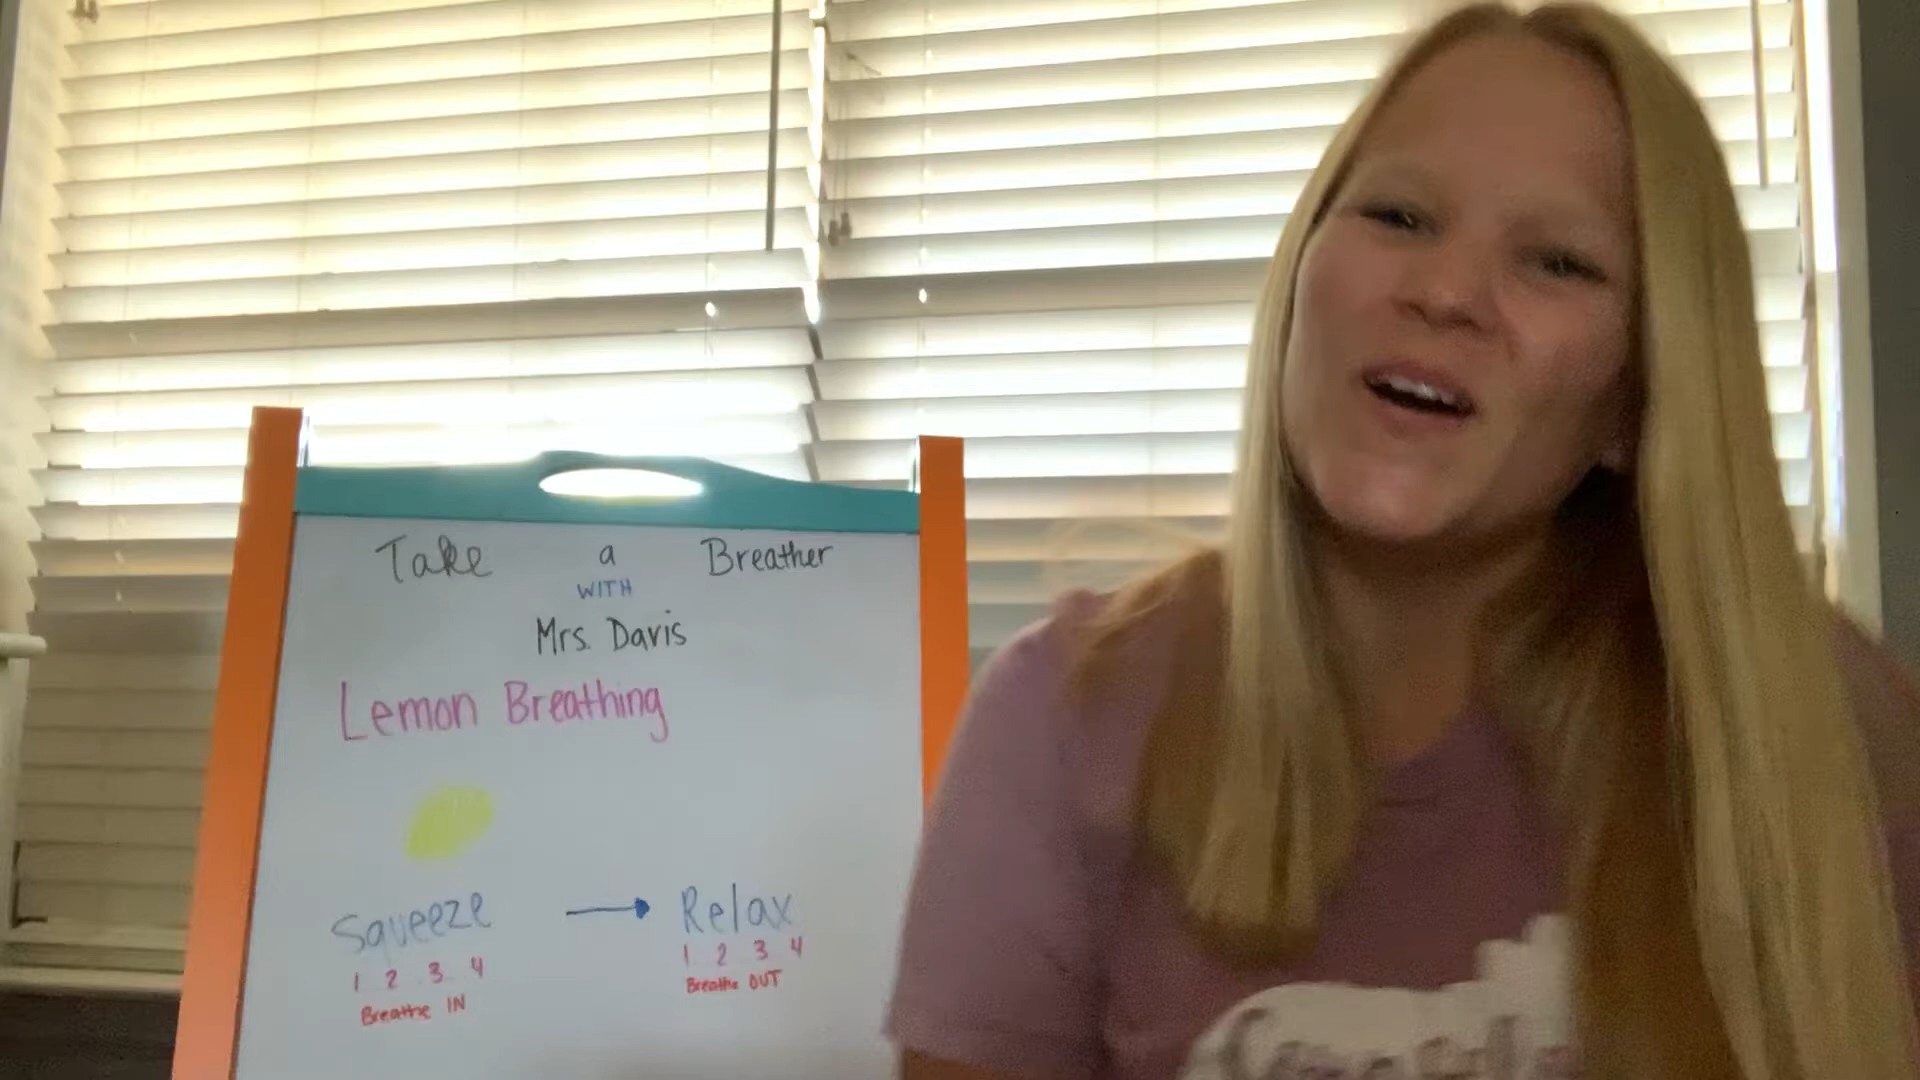 Take a Breather
WITH
Mrs. Davis
Lemon Breathing
Squeeze → Relax
1 2 3 4 1 2 3 4
Breathe IN Breathe OUT